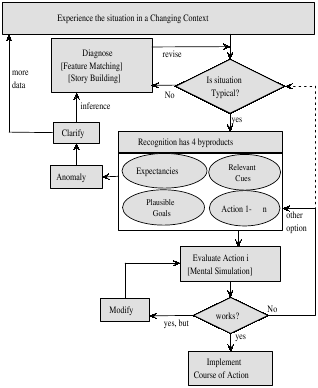 Experience the situation in a Changing Context
Diagnose
[Feature Matching]
[Story Building]
revise
more
data
Is situation
Typical?
No
inference
yes
Clarify
Recognition has 4 byproducts
Anomaly
Expectancies
Relevant
Cues
Plausible
Goals
Action 1- n
other
option
Evaluate Action i
[Mental Simulation]
Modify
works?
No
yes, but
yes
Implement
Course of Action